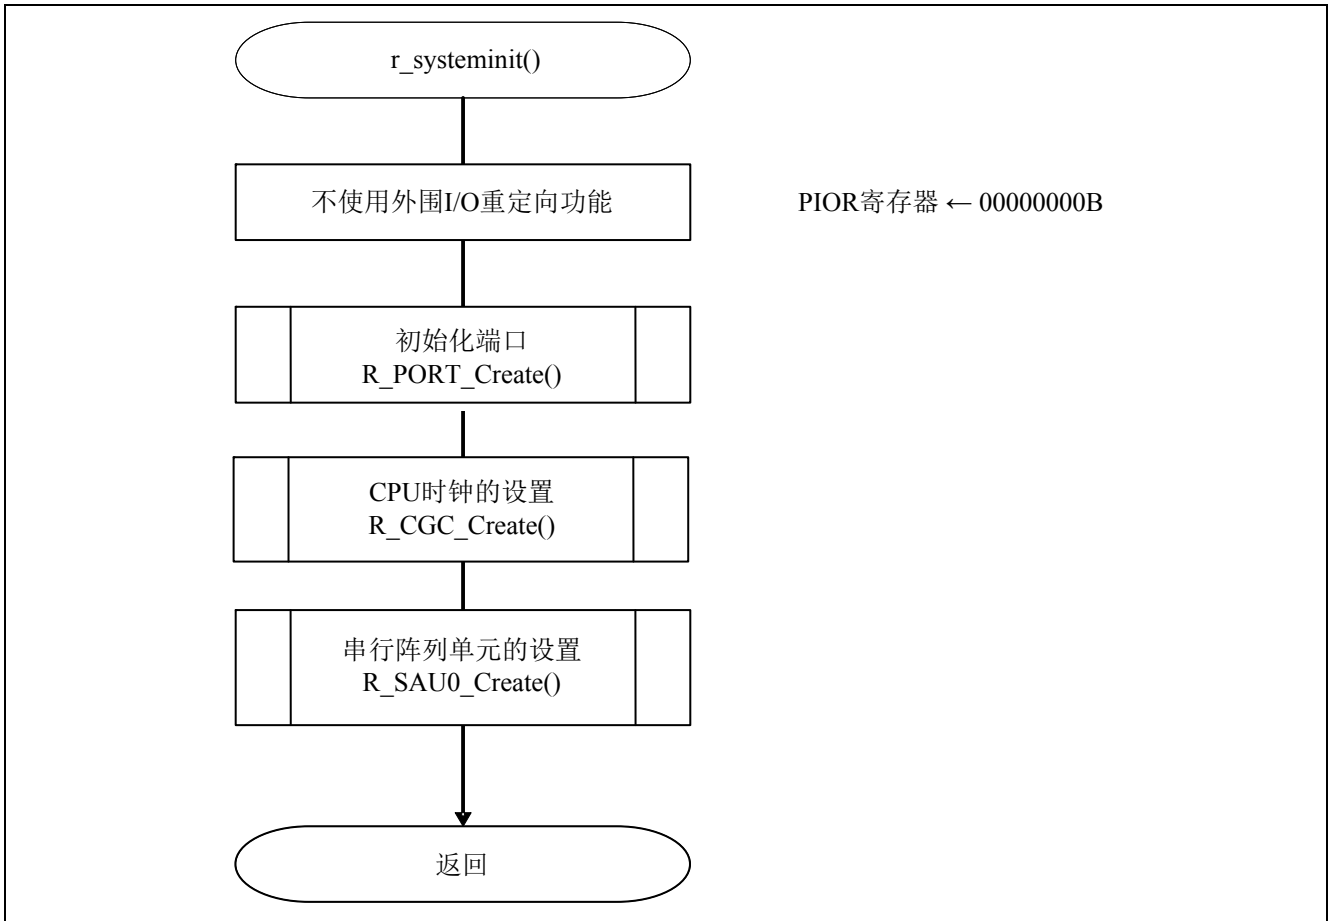 r_systeminit()
不使用外围I/O重定向功能
PIOR寄存器 ← 00000000B
初始化端口
R_PORT_Create()
CPU时钟的设置
R_CGC_Create()
串行阵列单元的设置
R_SAU0_Create()
返回